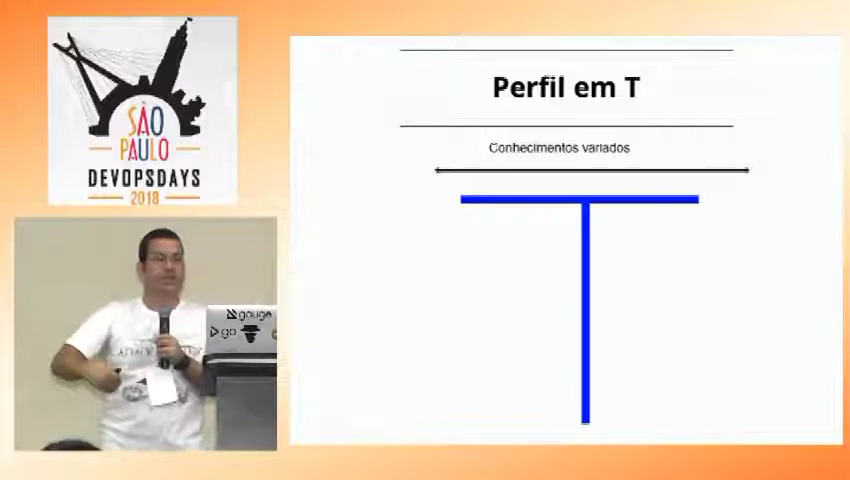 SÃO
PAULO
DEVOPSDAYS
2018
Perfil em T
Conhecimentos variados
gauge
go